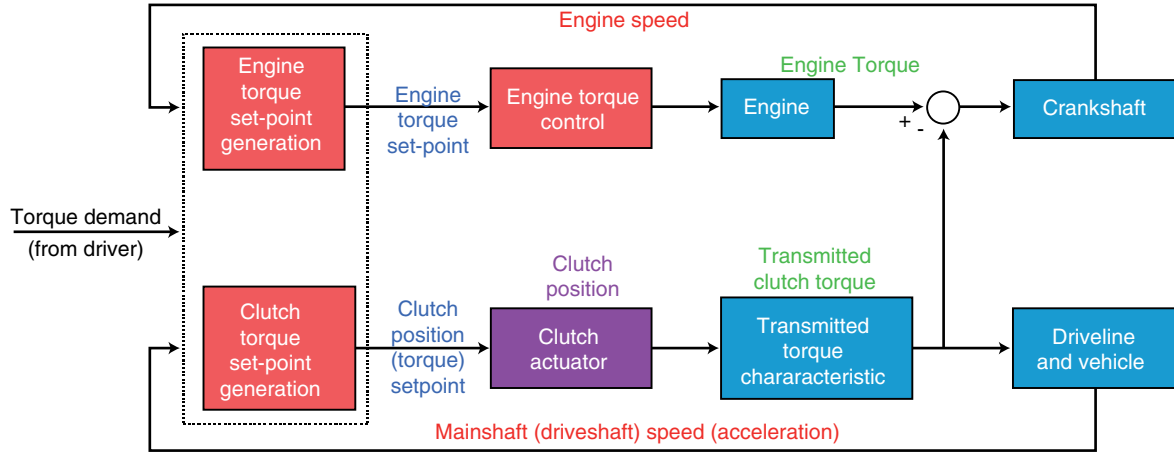 Engine speed
Engine
torque
set-point
generation
Engine
torque
set-point
Engine torque
control
Engine Torque
Engine
+
-
Crankshaft
Torque demand
(from driver)
Clutch
torque
set-point
generation
Clutch
position
(torque)
setpoint
Clutch
position
Clutch
actuator
Transmitted
clutch torque
Transmitted
torque
chararacteristic
Driveline
and vehicle
Mainshaft (driveshaft) speed (acceleration)